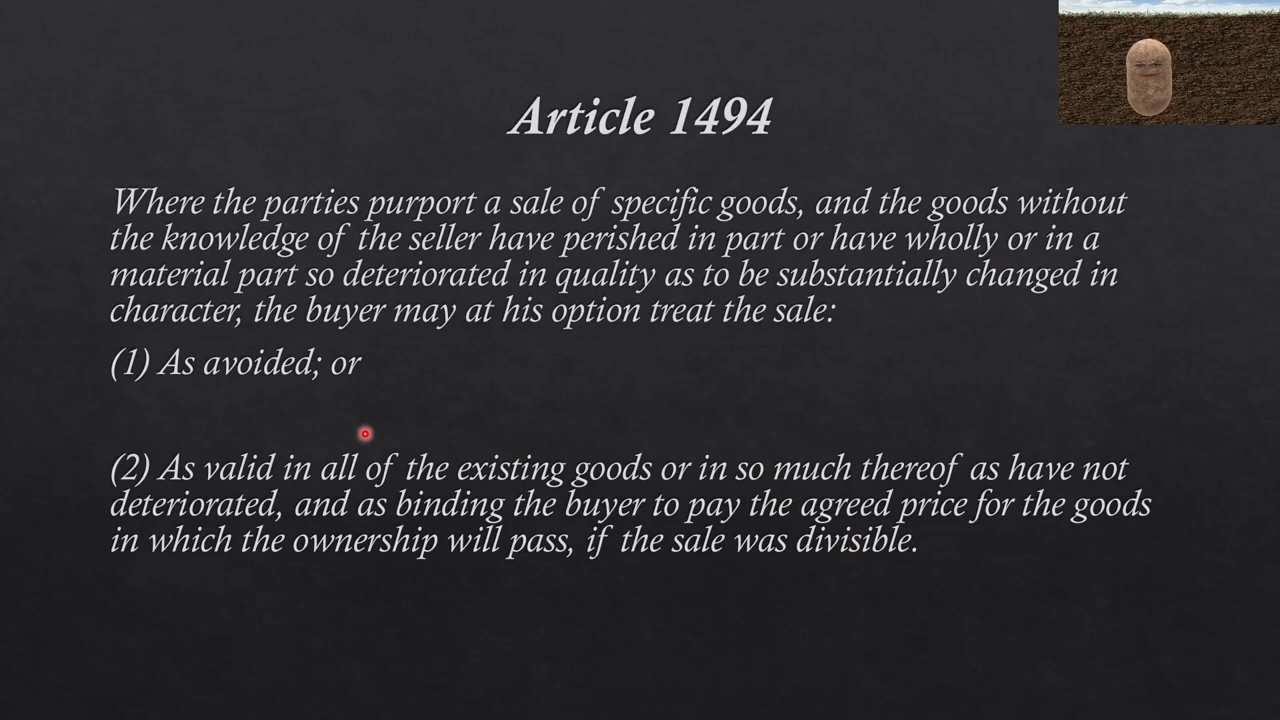 Article 1494
Where the parties purport a sale of specific goods, and the goods without
the knowledge of the seller have perished in part or have wholly or in a
material part so deteriorated in quality as to be substantially changed in
character, the buyer may at his option treat the sale:
(1) As avoided; or
(2) As valid in all of the existing goods or in so much thereof as have not
deteriorated, and as binding the buyer to pay the agreed price for the goods
in which the ownership will pass, if the sale was divisible.